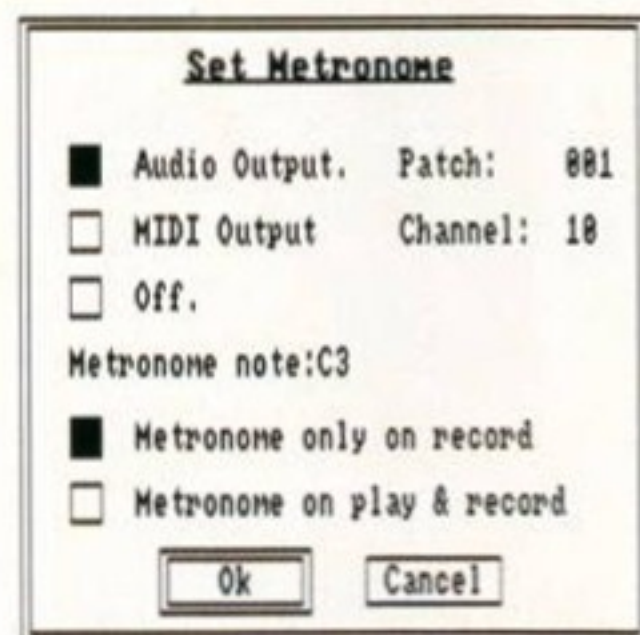 Set Metronome
Audio Output. Patch: 001
MIDI Output Channel: 10
Off.
Metronome note:C3
Metronome only on record
Metronome on play & record
Ok Cancel